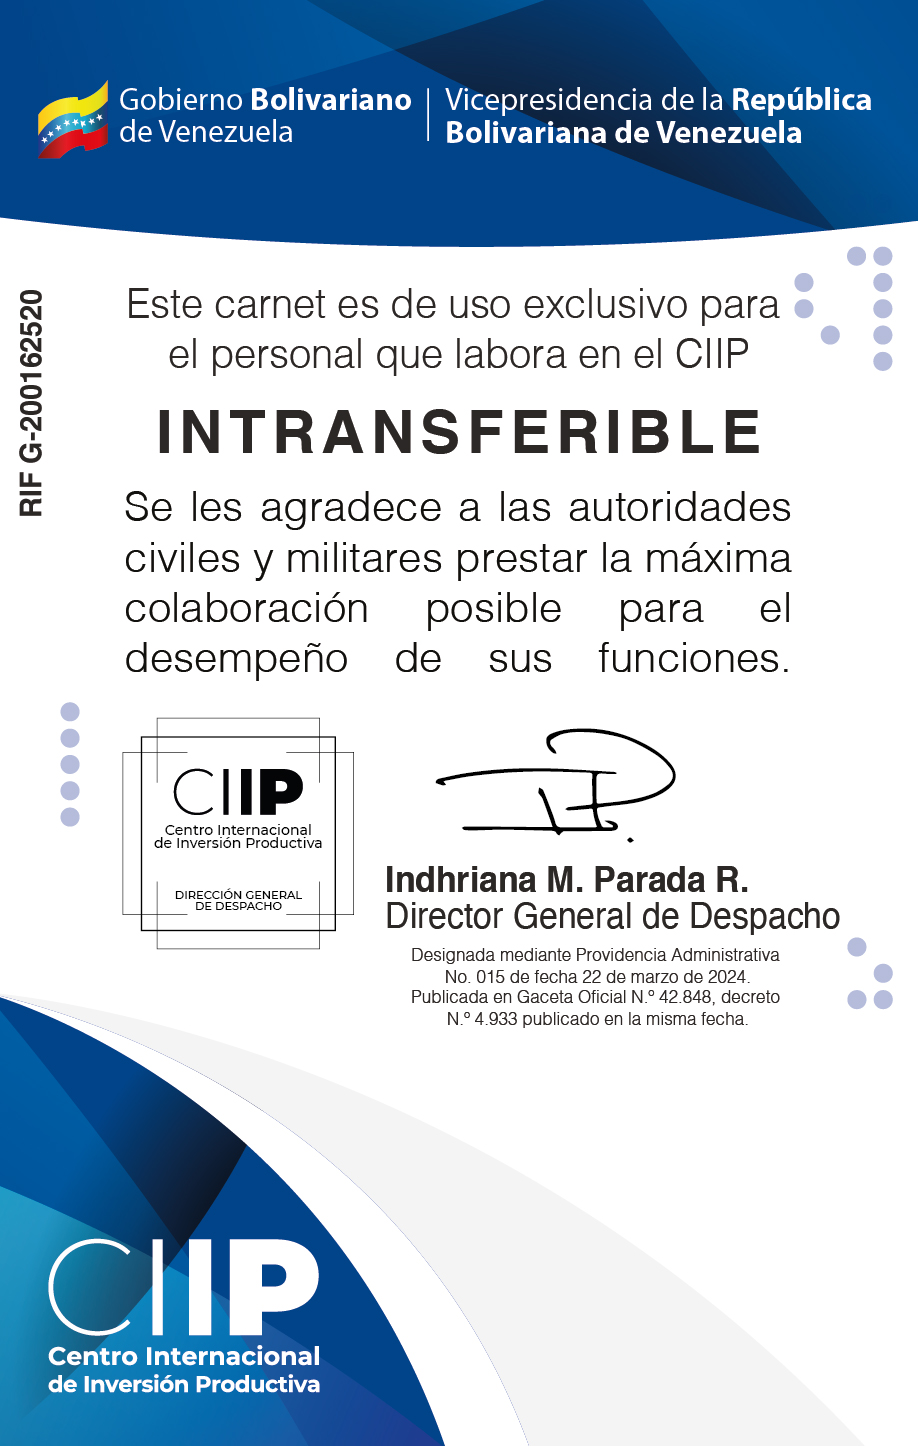 Gobierno Bolivariano
de Venezuela
Vicepresidencia de la República
Bolivariana de Venezuela
RIF G-200162520
Este carnet es de uso exclusivo para
el personal que labora en el CIIP
INTRANSFERIBLE
Se les agradece a las autoridades
civiles y militares prestar la máxima
colaboración posible para el
desempeño de sus funciones.
CIIP
Centro Internacional
de Inversión Productiva
DIRECCIÓN GENERAL
DE DESPACHO
Indhriana M. Parada R.
Director General de Despacho
Designada mediante Providencia Administrativa
No. 015 de fecha 22 de marzo de 2024.
Publicada en Gaceta Oficial N.º 42.848, decreto
N.º 4.933 publicado en la misma fecha.
CIIP
Centro Internacional
de Inversión Productiva